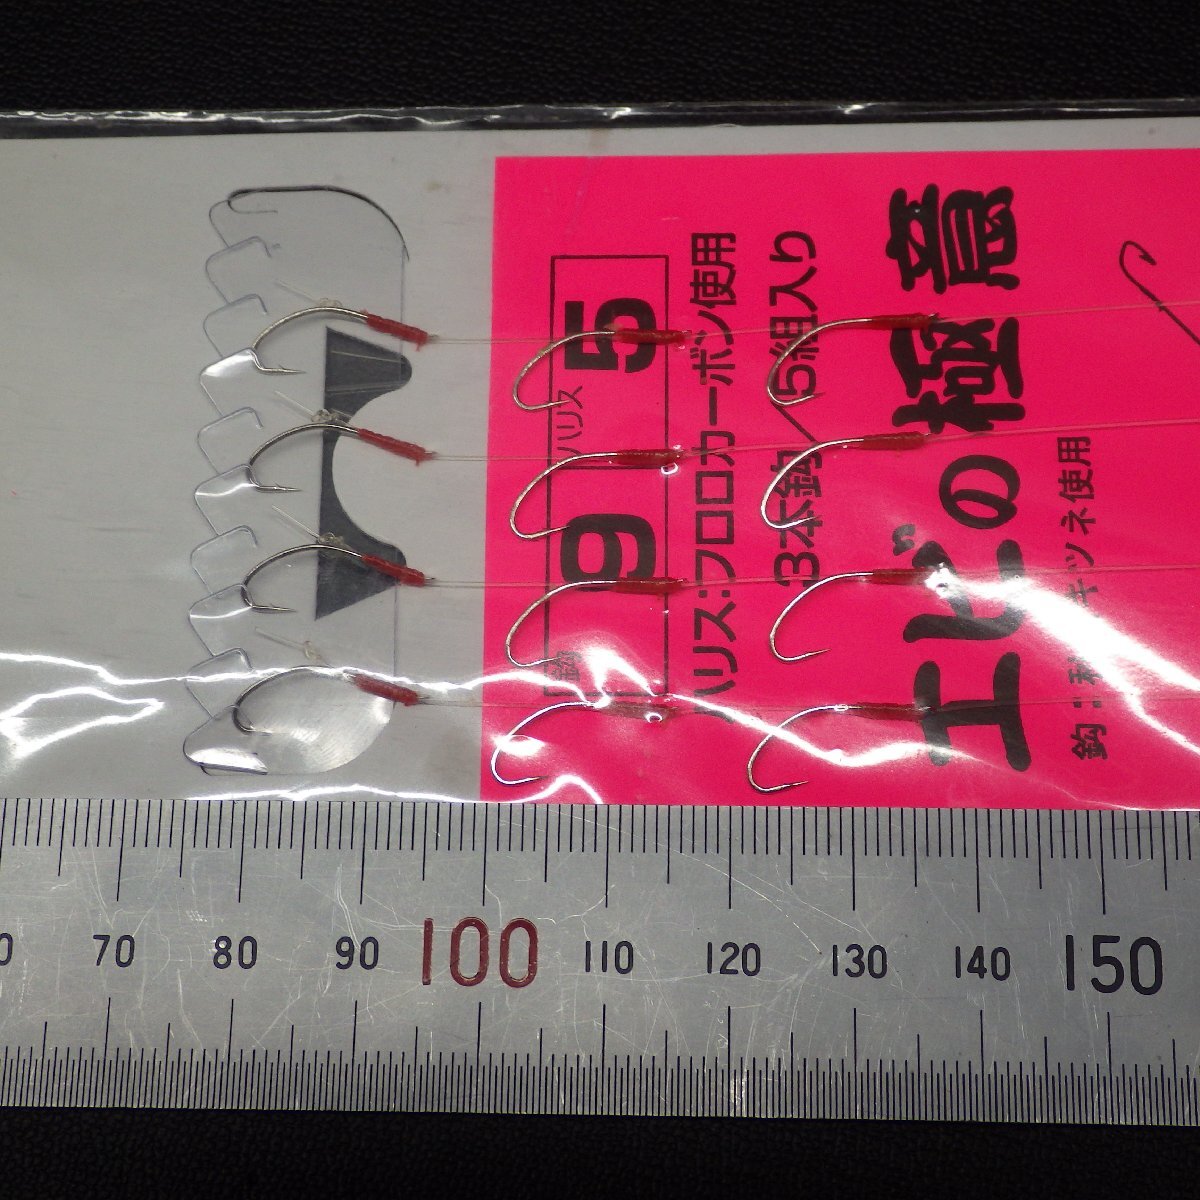 鈎 9 ハリス 5
ハリス:フロロカーボン使用
3本鈎/5組入り
エビの極意
鈎:キツネ使用
70 80 90 100 110 120 130 140 150